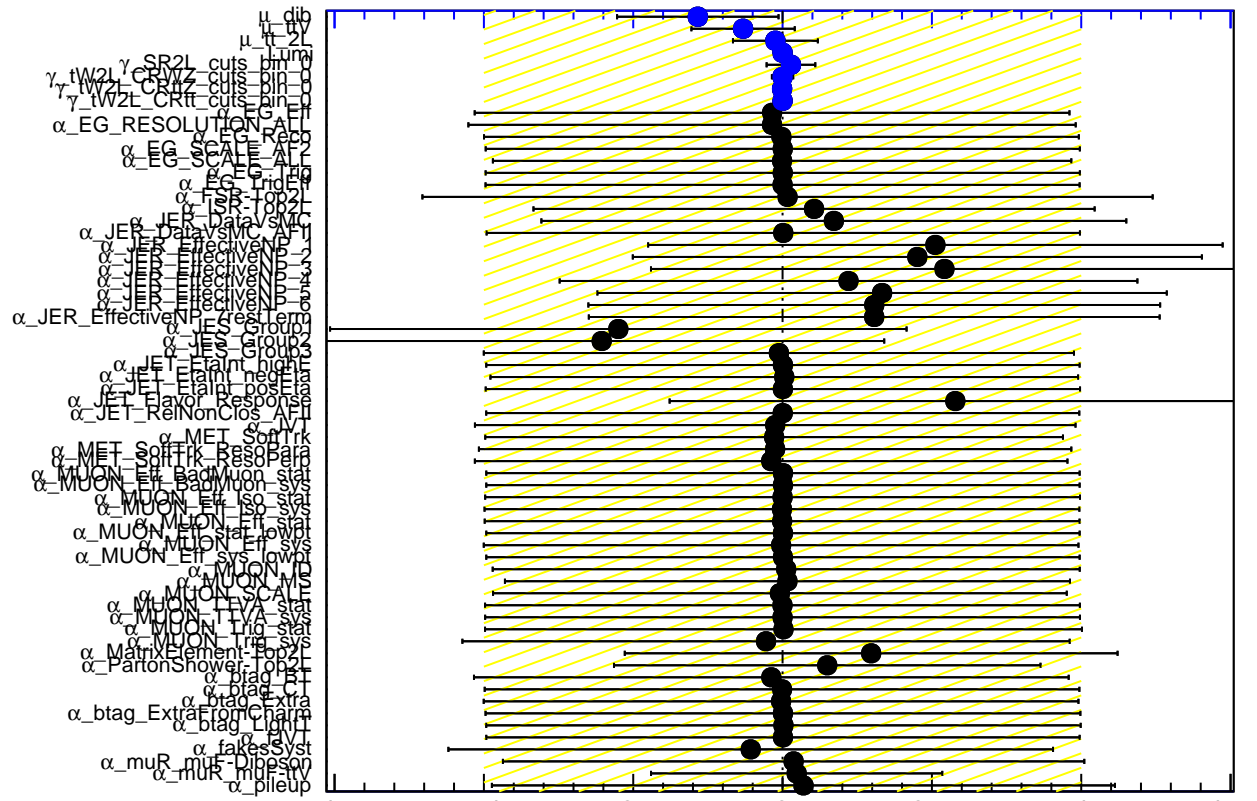 μ_dib
μ_ttV
μ_tt_2L
Lumi
γ_SR2L_cuts_bin_0
γ_tW2L_CRWZ_cuts_bin_0
γ_tW2L_CRttZ_cuts_bin_0
γ_tW2L_CRtt_cuts_bin_0
α_EG_Eff
α_EG_RESOLUTION_ALL
α_EG_Reco
α_EG_SCALE_AF2
α_EG_SCALE_ALL
α_EG_Trig
α_EG_TrigEff
α_FSR-Top2L
α_ISR-Top2L
α_JER_DataVsMC
α_JER_DataVsMC_AFII
α_JER_EffectiveNP_1
α_JER_EffectiveNP_2
α_JER_EffectiveNP_3
α_JER_EffectiveNP_4
α_JER_EffectiveNP_5
α_JER_EffectiveNP_6
α_JER_EffectiveNP_7restTerm
α_JES_Group1
α_JES_Group2
α_JES_Group3
α_JET_EtaInt_highE
α_JET_EtaInt_negEta
α_JET_EtaInt_posEta
α_JET_Flavor_Response
α_JET_RelNonClos_AFII
α_JVT
α_MET_SoftTrk
α_MET_SoftTrk_ResoPara
α_MET_SoftTrk_ResoPerp
α_MUON_Eff_BadMuon_stat
α_MUON_Eff_BadMuon_sys
α_MUON_Eff_Iso_stat
α_MUON_Eff_Iso_sys
α_MUON_Eff_stat
α_MUON_Eff_stat_lowpt
α_MUON_Eff_sys
α_MUON_Eff_sys_lowpt
α_MUON_ID
α_MUON_MS
α_MUON_SCALE
α_MUON_TTVA_stat
α_MUON_TTVA_sys
α_MUON_Trig_stat
α_MUON_Trig_sys
α_MatrixElement-Top2L
α_PartonShower-Top2L
α_btag_BT
α_btag_CT
α_btag_Extra
α_btag_ExtraFromCharm
α_btag_LightT
α_fJVT
α_fakesSyst
α_muR_muF-Diboson
α_muR_muF-ttV
α_pileup